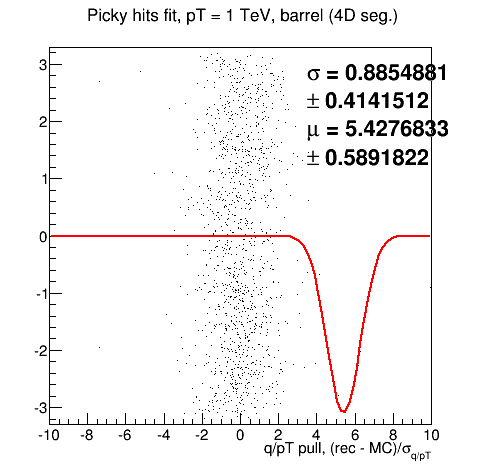 Picky hits fit, pT = 1 TeV, barrel (4D seg.)
σ = 0.8854881
± 0.4141512
μ = 5.4276833
± 0.5891822
3
2
1
0
-1
-2
-3
-10 -8 -6 -4 -2 0 2 4 6 8 10
q/pT pull, (rec - MC)/σq/pT